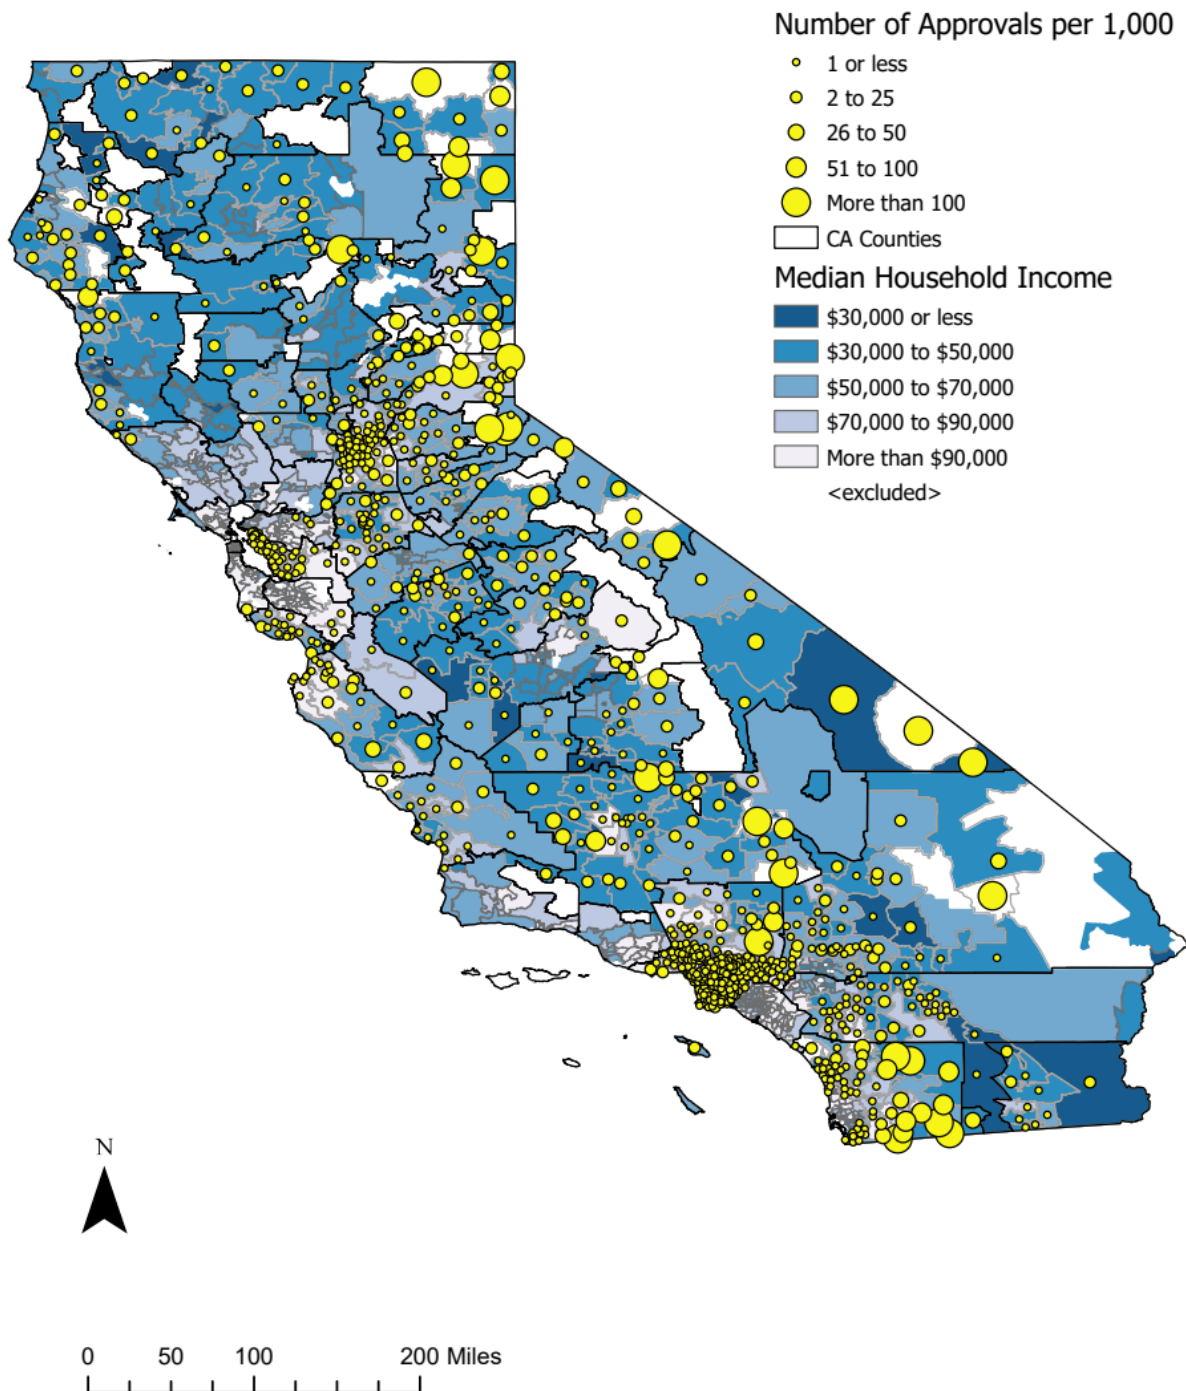 Number of Approvals per 1,000
1 or less
2 to 25
26 to 50
51 to 100
More than 100
CA Counties
Median Household Income
$30,000 or less
$30,000 to $50,000
$50,000 to $70,000
$70,000 to $90,000
More than $90,000
<excluded>
N
0 50 100 200 Miles